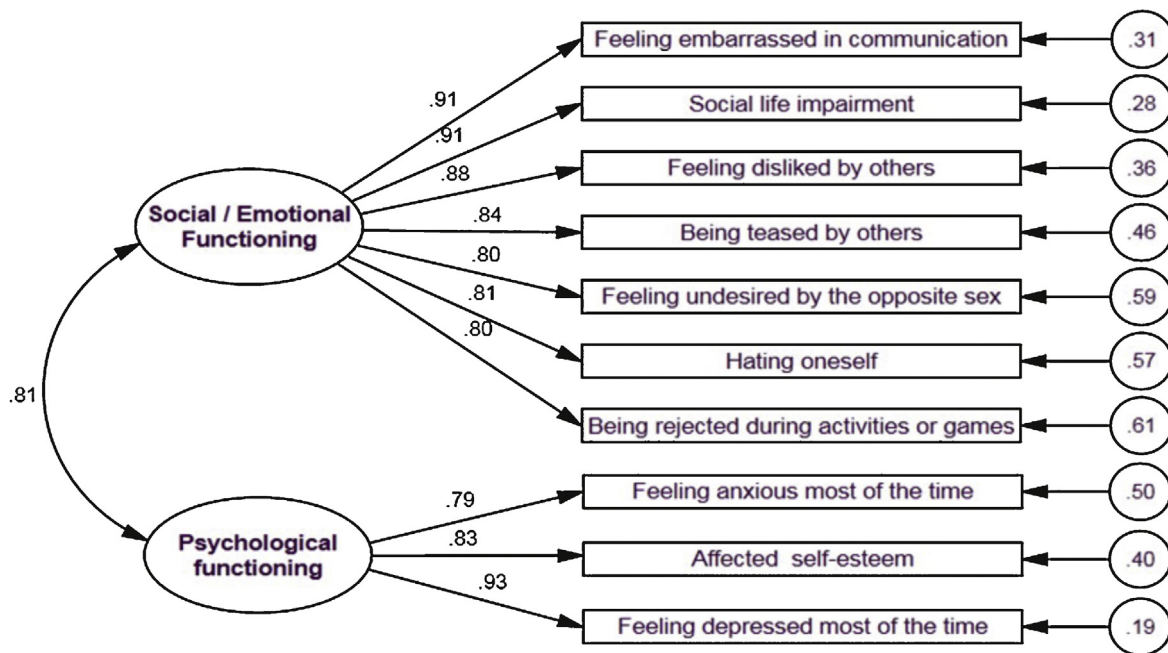 Feeling embarrassed in communication
.31
.91
Social life impairment
.28
.91
Feeling disliked by others
.36
.88
Social / Emotional
Functioning
Being teased by others
.46
.84
Feeling undesired by the opposite sex
.59
.80
Hating oneself
.57
.81
Being rejected during activities or games
.61
.80
.81
Feeling anxious most of the time
.50
.79
Psychological
functioning
Affected self-esteem
.40
.83
Feeling depressed most of the time
.19
.93